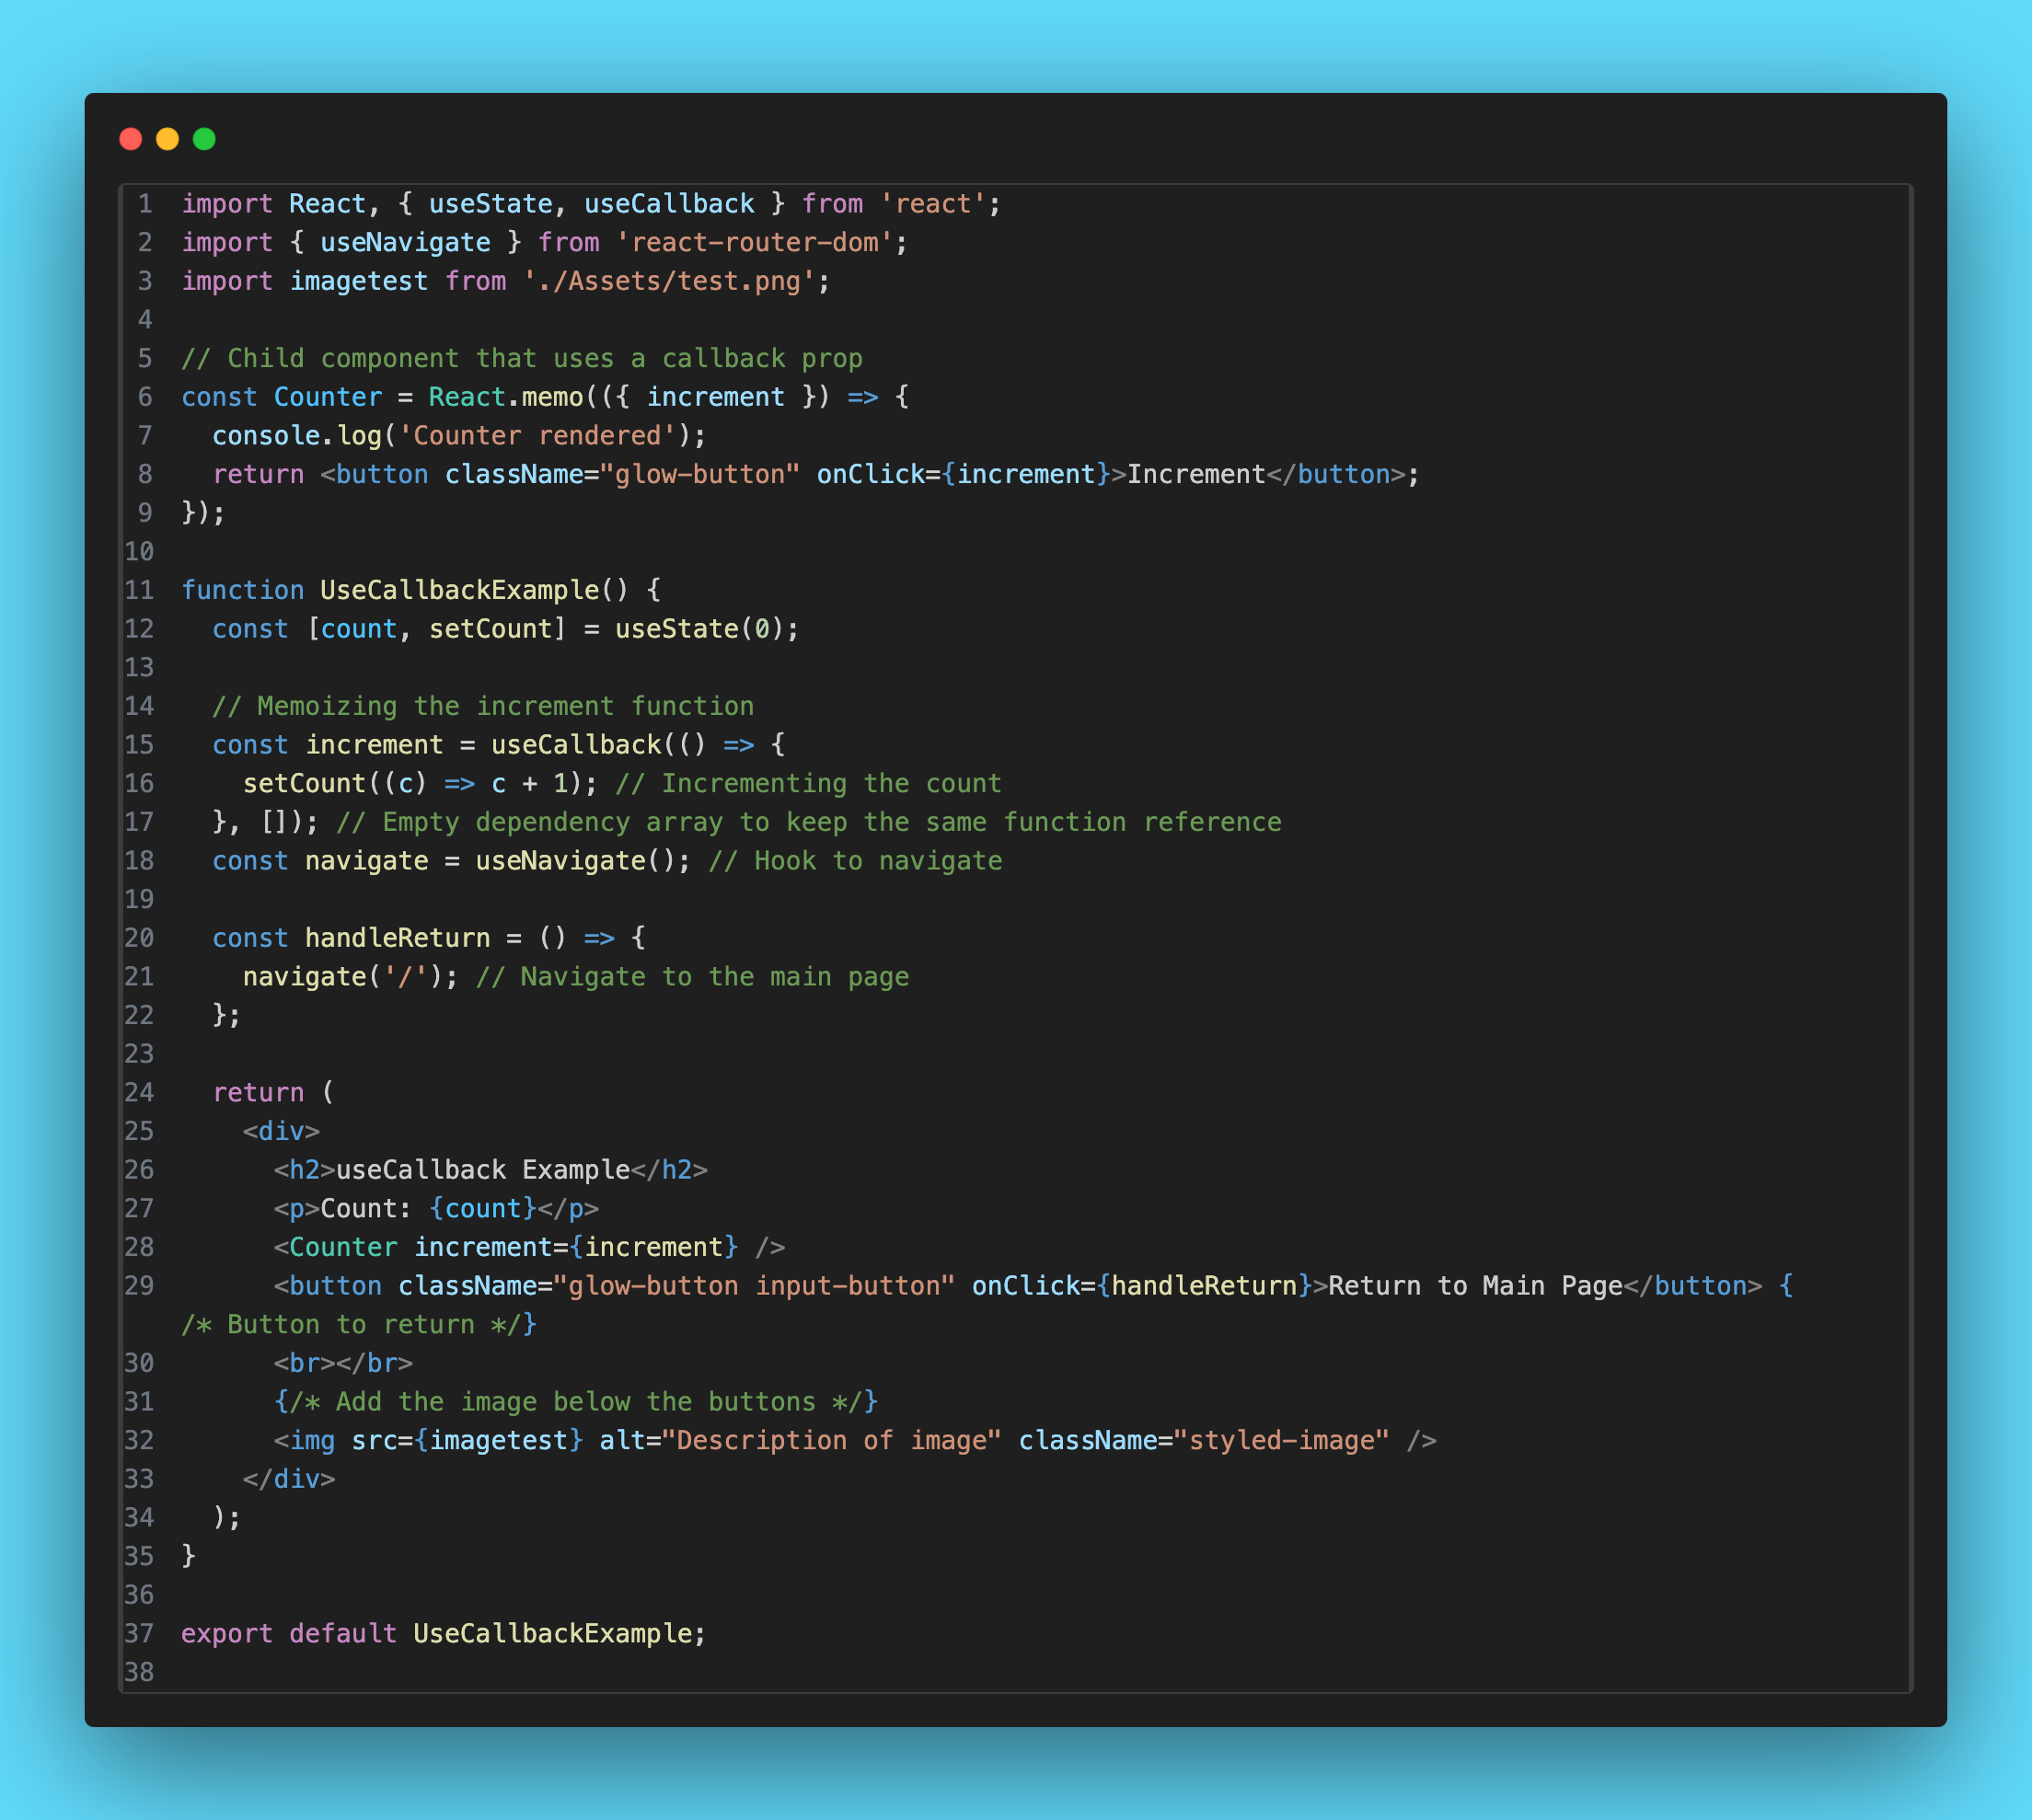 1 import React, { useState, useCallback } from 'react';
2 import { useNavigate } from 'react-router-dom';
3 import imagetest from './Assets/test.png';
4
5 // Child component that uses a callback prop
6 const Counter = React.memo(({ increment }) => {
7   console.log('Counter rendered');
8   return <button className="glow-button" onClick={increment}>Increment</button>;
9 });
10
11 function UseCallbackExample() {
12   const [count, setCount] = useState(0);
13
14   // Memoizing the increment function
15   const increment = useCallback(() => {
16     setCount((c) => c + 1); // Incrementing the count
17   }, []); // Empty dependency array to keep the same function reference
18   const navigate = useNavigate(); // Hook to navigate
19
20   const handleReturn = () => {
21     navigate('/'); // Navigate to the main page
22   };
23
24   return (
25     <div>
26       <h2>useCallback Example</h2>
27       <p>Count: {count}</p>
28       <Counter increment={increment} />
29       <button className="glow-button input-button" onClick={handleReturn}>Return to Main Page</button> {
/* Button to return */}
30       <br></br>
31       {/* Add the image below the buttons */}
32       <img src={imagetest} alt="Description of image" className="styled-image" />
33     </div>
34   );
35 }
36
37 export default UseCallbackExample;
38